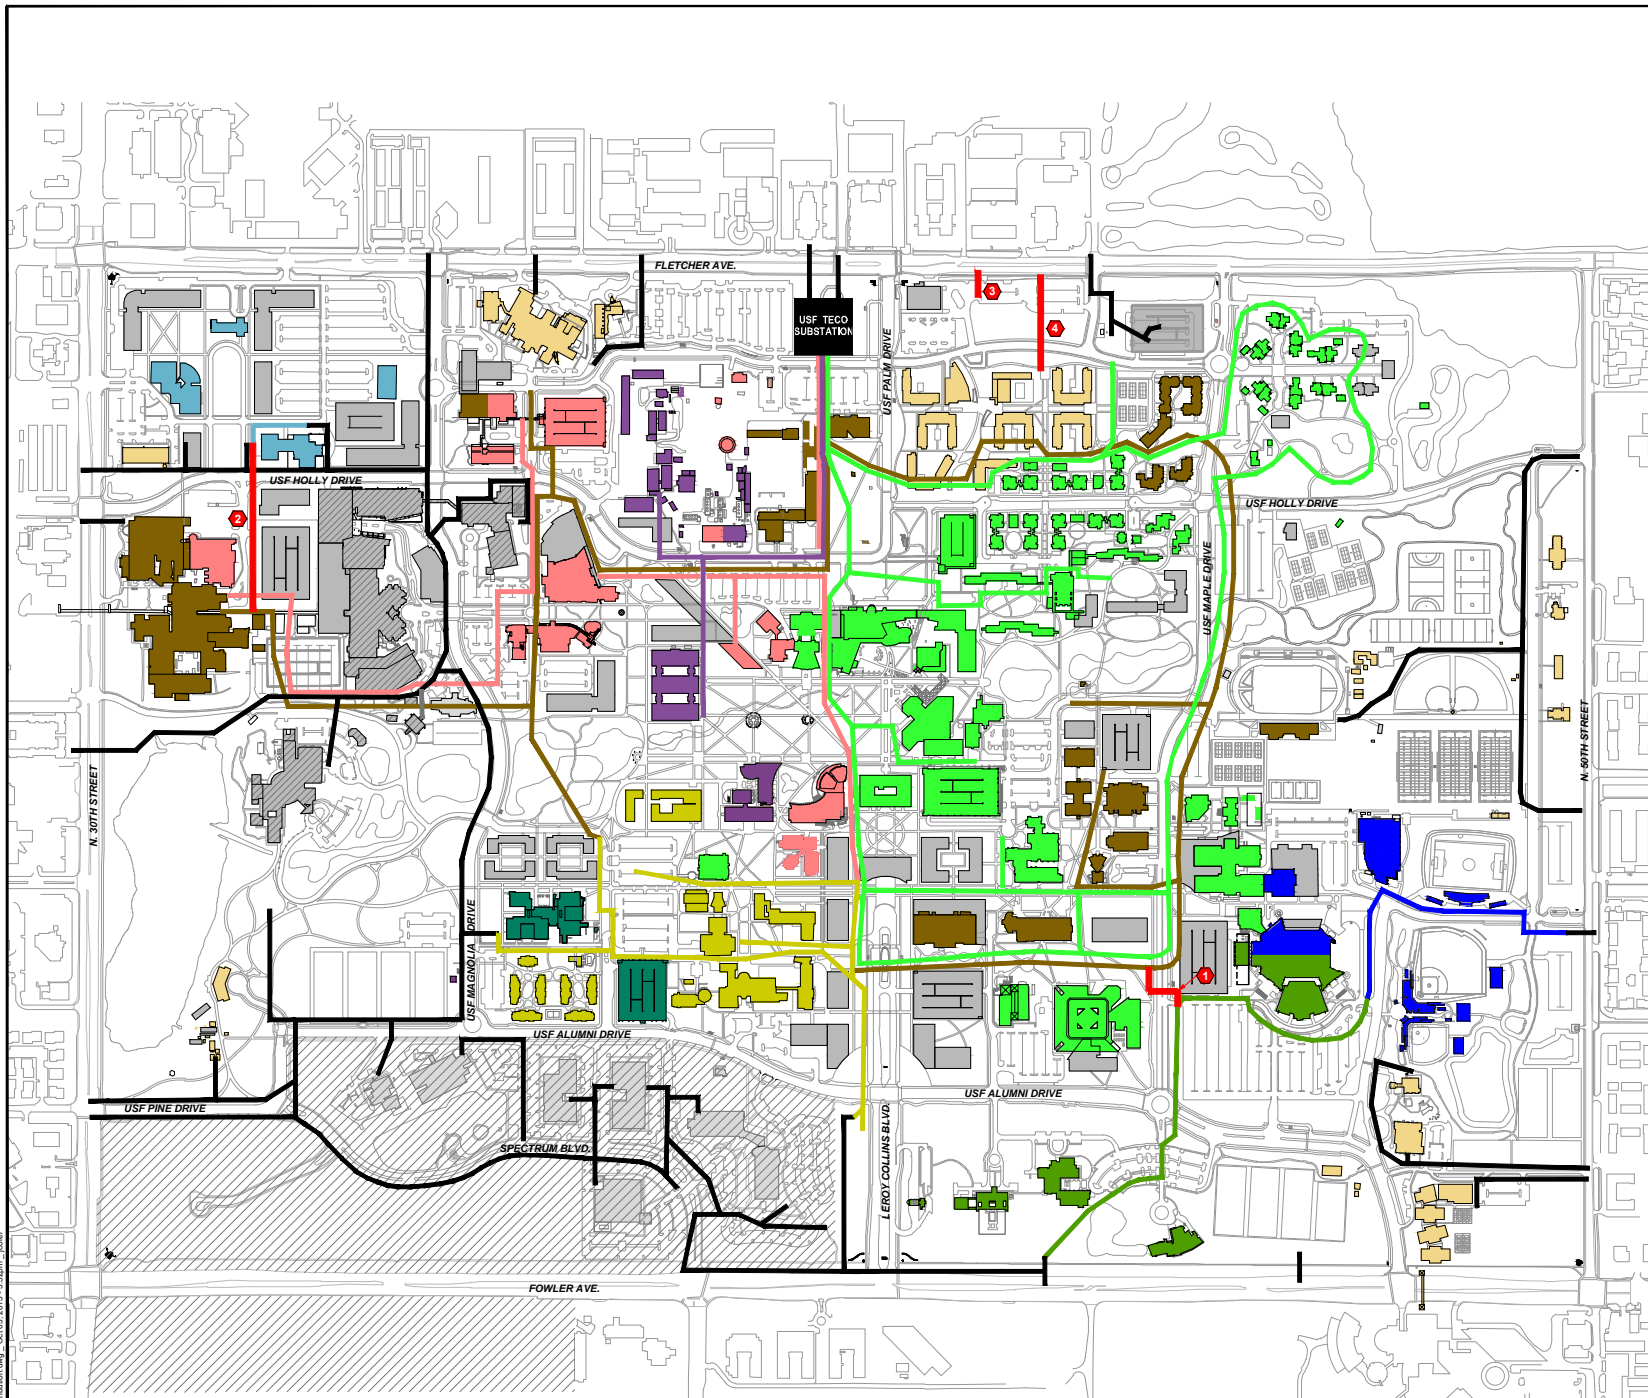 FLETCHER AVE.
3
USF TECO
SUBSTATION
4
USF PALM DRIVE
USF HOLLY DRIVE
2
USF HOLLY DRIVE
USF MAPLE DRIVE
N. 30TH STREET
N. 50TH STREET
USF MAGNOLIA DRIVE
1
USF ALUMNI DRIVE
USF ALUMNI DRIVE
USF PINE DRIVE
SPECTRUM BLVD.
LEROY COLLINS BLVD.
FOWLER AVE.